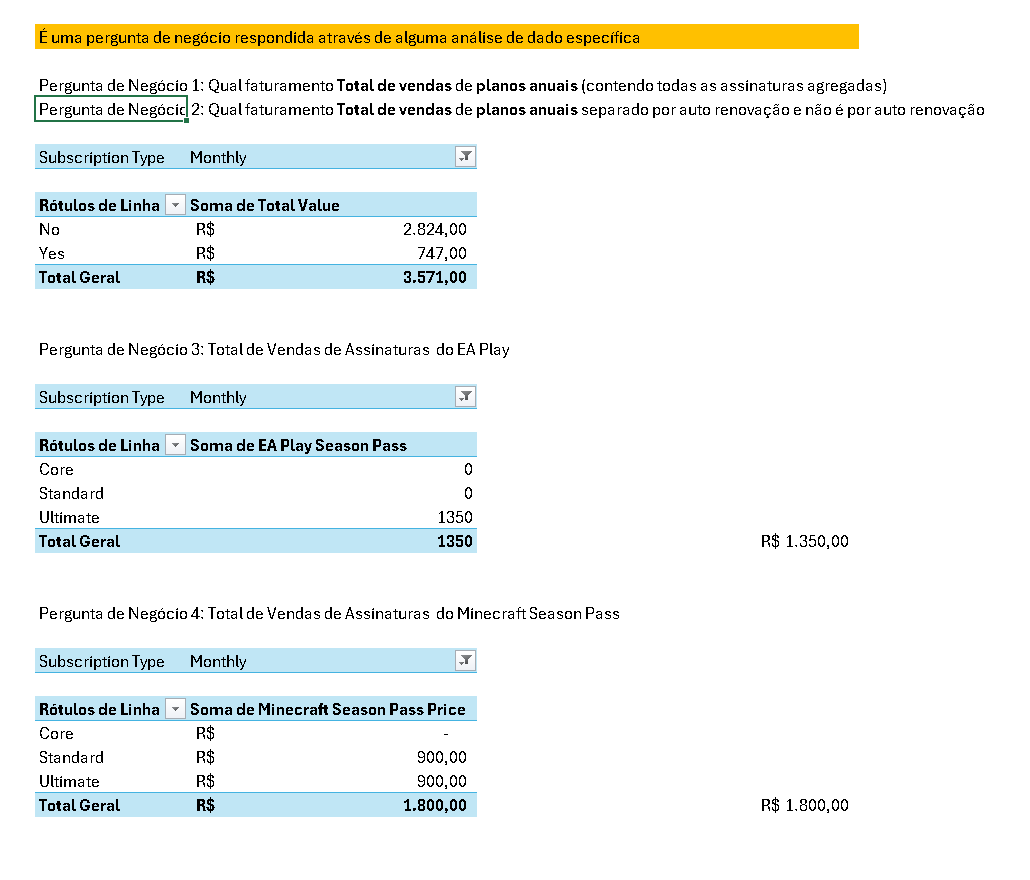 É uma pergunta de negócio respondida através de alguma análise de dado específica
Pergunta de Negócio 1: Qual faturamento Total de vendas de planos anuais (contendo todas as assinaturas agregadas)
Pergunta de Negócio 2: Qual faturamento Total de vendas de planos anuais separado por auto renovação e não é por auto renovação
Subscription Type Monthly
Rótulos de Linha Soma de Total Value
No R$ 2.824,00
Yes R$ 747,00
Total Geral R$ 3.571,00
Pergunta de Negócio 3: Total de Vendas de Assinaturas do EA Play
Subscription Type Monthly
Rótulos de Linha Soma de EA Play Season Pass
Core 0
Standard 0
Ultimate 1350
Total Geral 1350 R$ 1.350,00
Pergunta de Negócio 4: Total de Vendas de Assinaturas do Minecraft Season Pass
Subscription Type Monthly
Rótulos de Linha Soma de Minecraft Season Pass Price
Core R$ -
Standard R$ 900,00
Ultimate R$ 900,00
Total Geral R$ 1.800,00 R$ 1.800,00